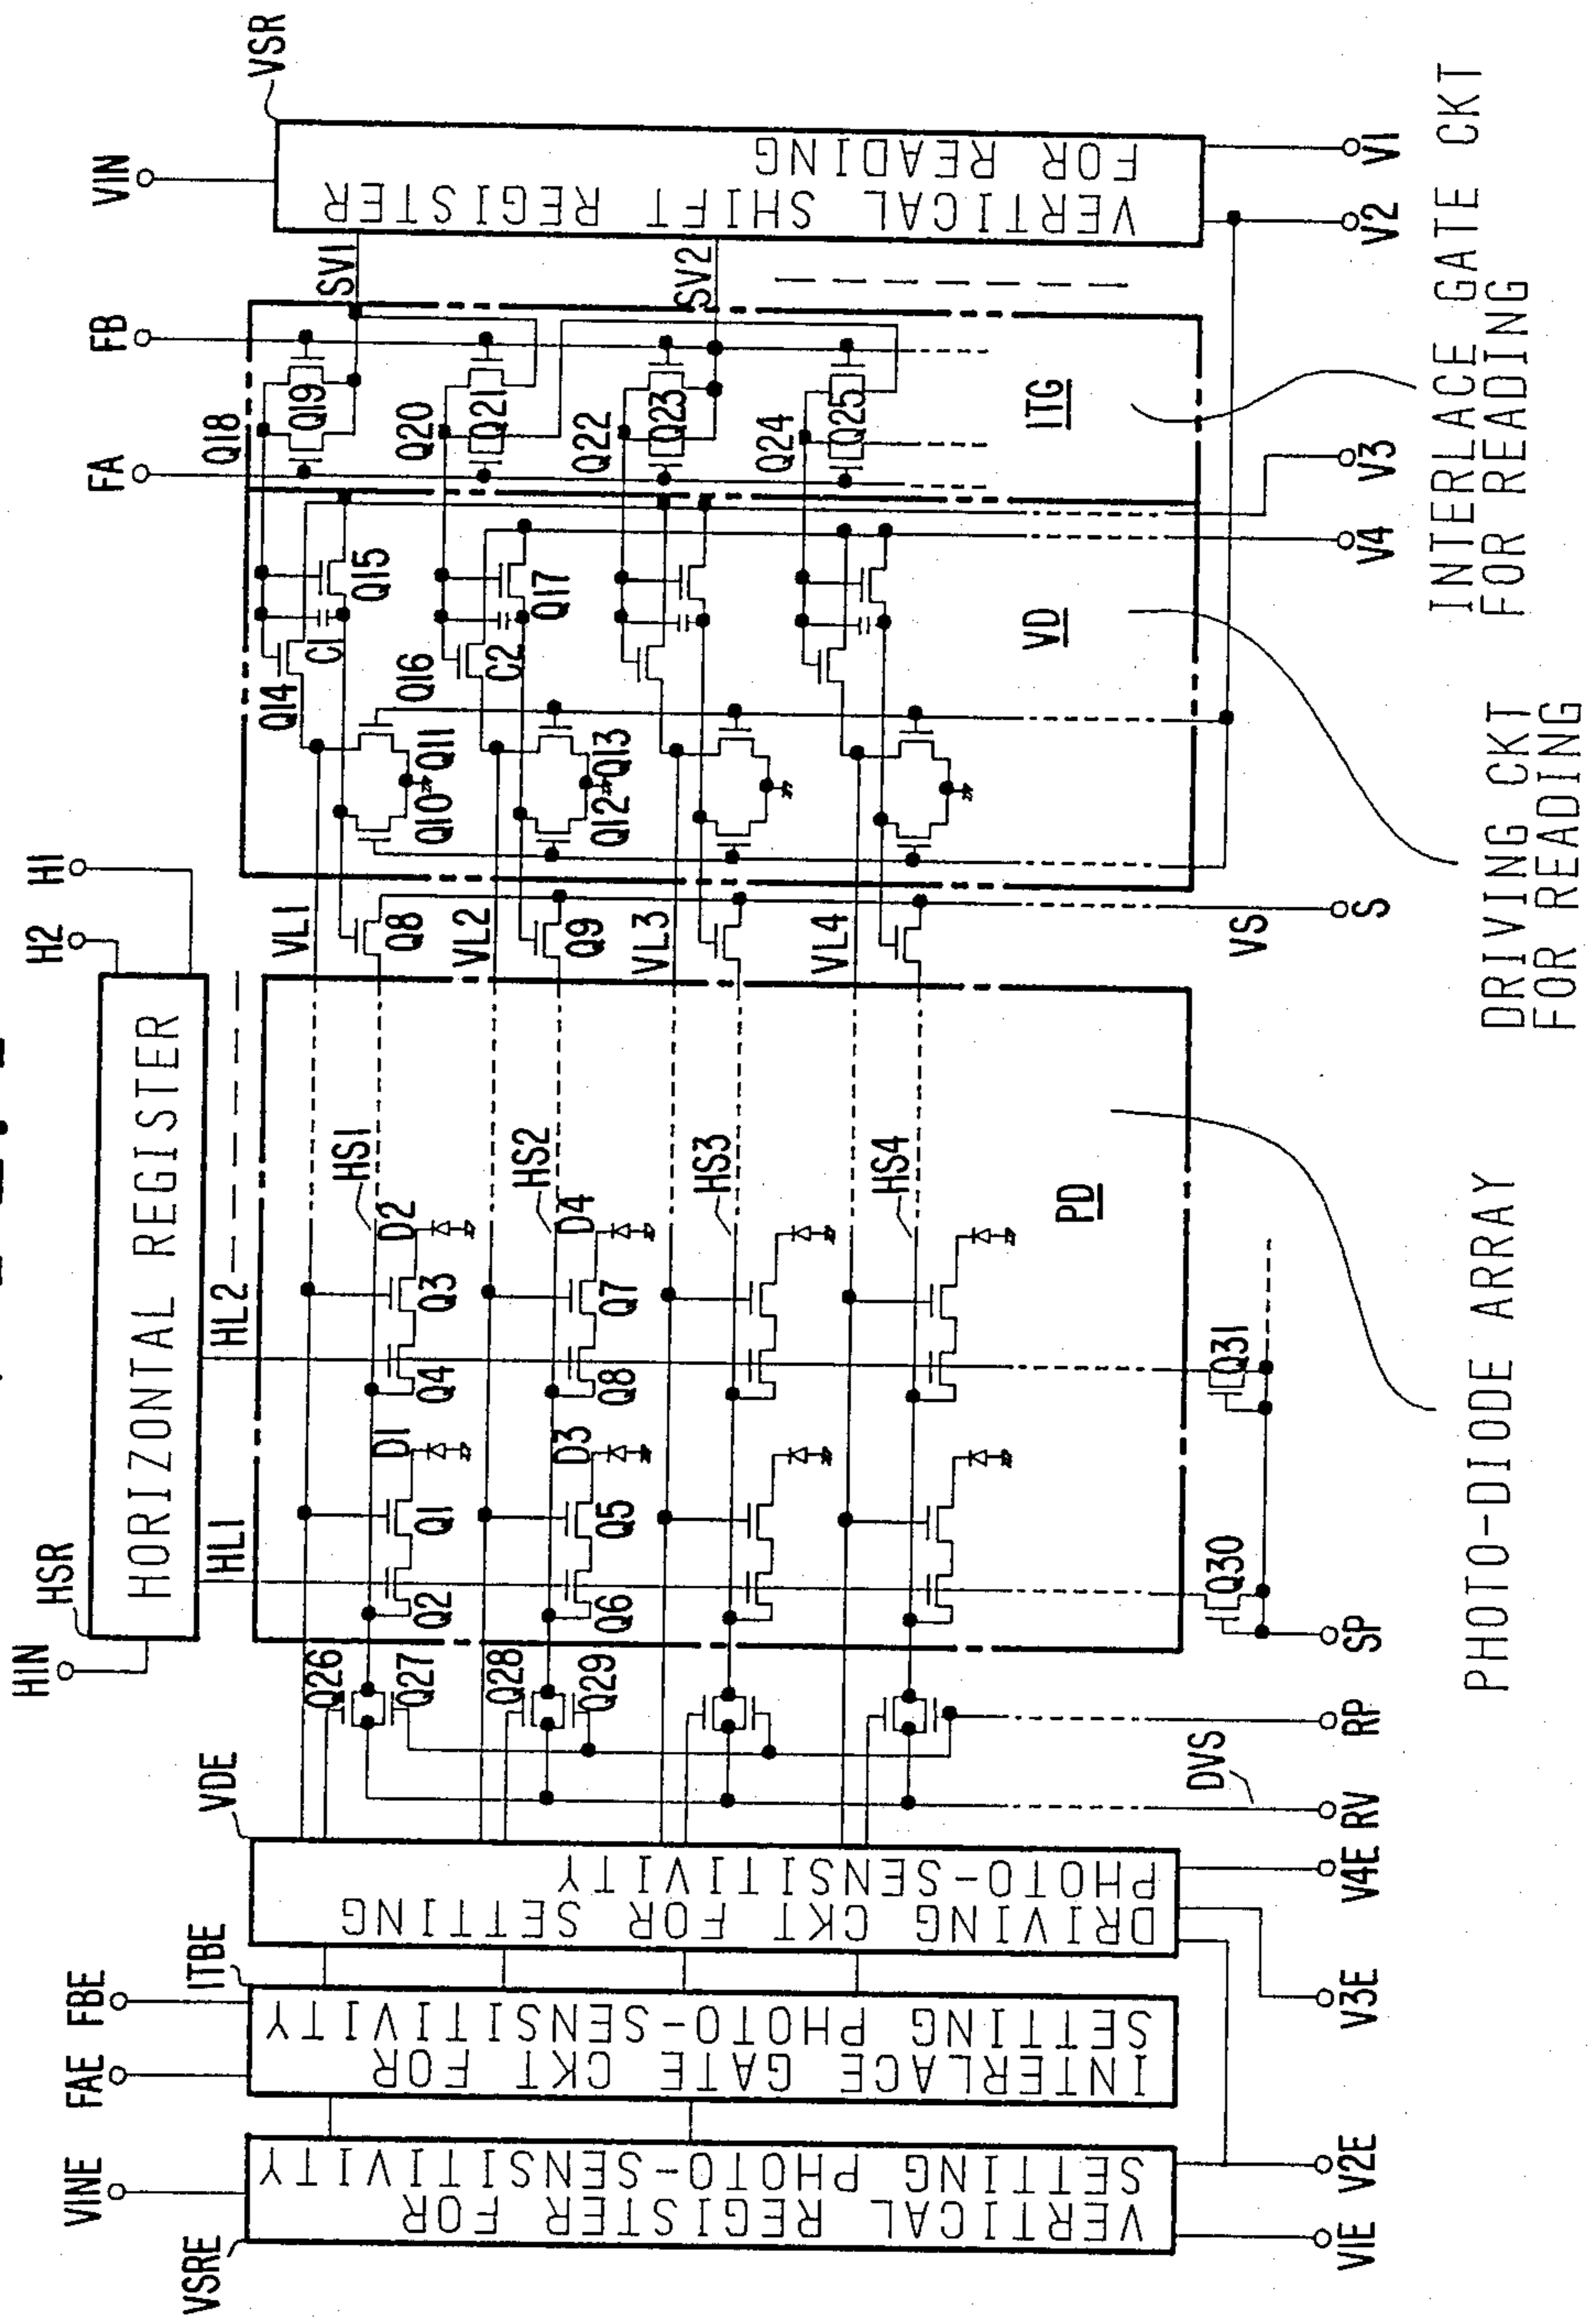 HIN
HSR
HORIZONTAL REGISTER
H2
H1
HL1
HL2
VINE
VSRE
VERTICAL REGISTER FOR
SETTING PHOTO-SENSITIVITY
V1E
V2E
FAE
FBE
ITBE
INTERLACE GATE CKT FOR
SETTING PHOTO-SENSITIVITY
VDE
DRIVING CKT FOR SETTING
PHOTO-SENSITIVITY
V3E
V4E
RV
DVS
RP
SP
Q26
Q27
Q28
Q29
Q2
Q1
D1
Q4
Q3
D2
HS1
Q6
Q5
D3
Q8
Q7
D4
HS2
HS3
HS4
PD
Q30
Q31
PHOTO-DIODE ARRAY
VL1
Q8
VL2
Q9
VL3
VL4
VS
S
Q14
C1
Q15
Q10
Q11
Q16
C2
Q17
Q12
Q13
VD
DRIVING CKT
FOR READING
V4
V3
FA
FB
Q18
Q19
Q20
Q21
Q22
Q23
Q24
Q25
ITG
INTERLACE GATE CKT
FOR READING
SV1
SV2
VIN
VSR
VERTICAL SHIFT REGISTER
FOR READING
V2
V1